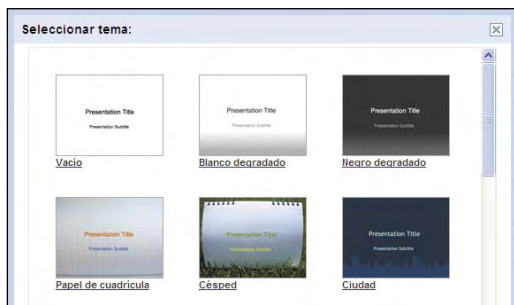 Seleccionar tema:
Presentation Title
Presentation Subtitle
Vacío
Presentation Title
Presentation Subtitle
Blanco degradado
Presentation Title
Presentation Subtitle
Negro degradado
Presentation Title
Presentation Subtitle
Papel de cuadrícula
Presentation Title
Presentation Subtitle
Césped
Presentation Title
Presentation Subtitle
Ciudad